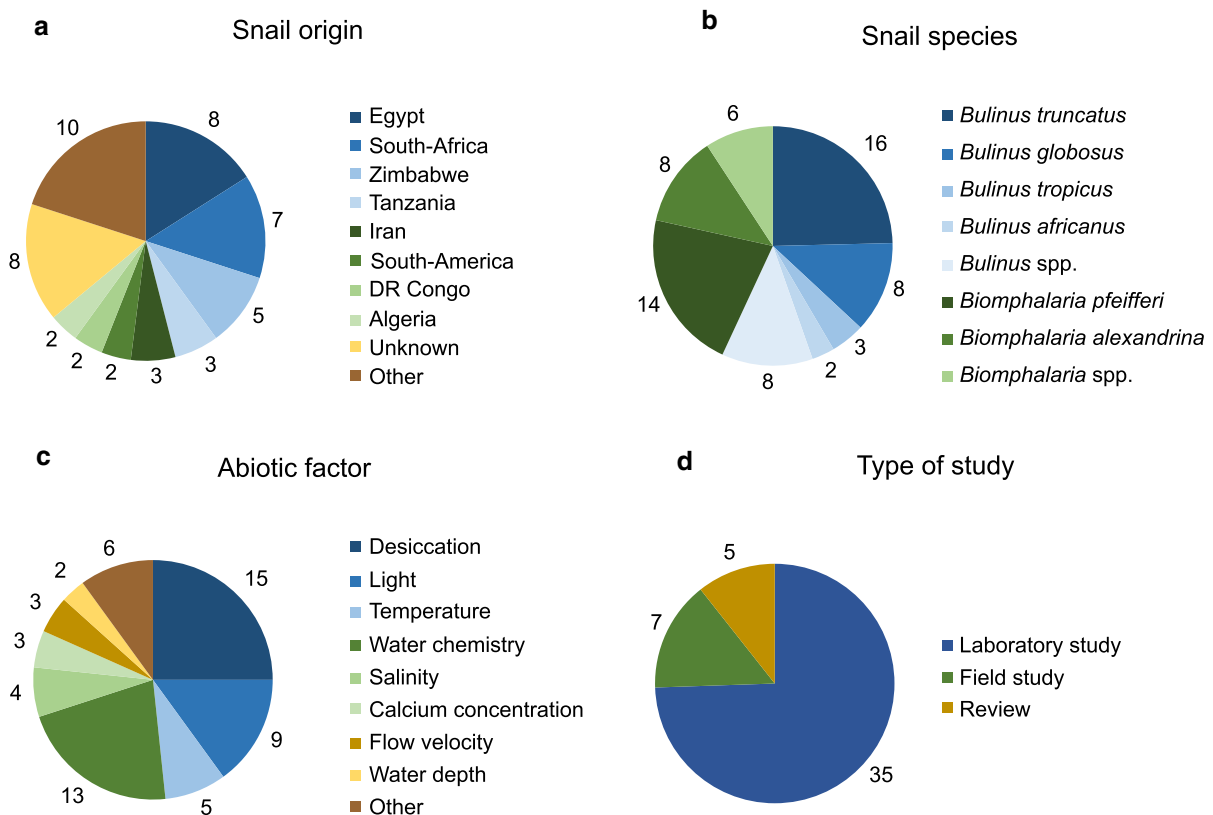 a
Snail origin
8
7
5
3
3
2
2
2
8
10
Egypt
South-Africa
Zimbabwe
Tanzania
Iran
South-America
DR Congo
Algeria
Unknown
Other
b
Snail species
16
8
3
2
8
14
8
6
Bulinus truncatus
Bulinus globosus
Bulinus tropicus
Bulinus africanus
Bulinus spp.
Biomphalaria pfeifferi
Biomphalaria alexandrina
Biomphalaria spp.
c
Abiotic factor
15
9
5
13
4
3
3
2
6
Desiccation
Light
Temperature
Water chemistry
Salinity
Calcium concentration
Flow velocity
Water depth
Other
d
Type of study
35
7
5
Laboratory study
Field study
Review